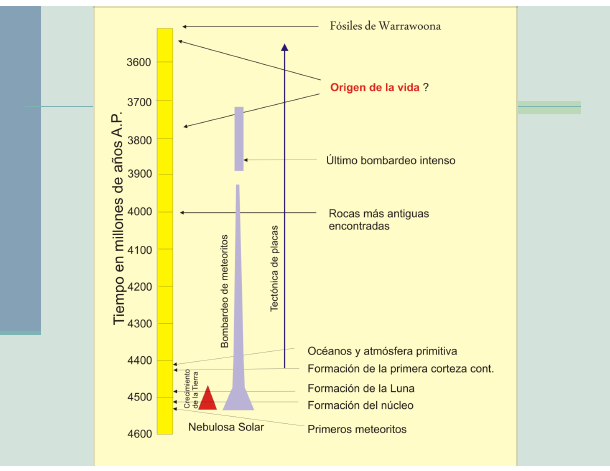 Fósiles de Warrawoona
3600
Origen de la vida ?
3700
3800
Último bombardeo intenso
3900
4000
Rocas más antiguas
encontradas
4100
4200
4300
4400
4500
4600
Tiempo en millones de años A.P.
Bombardeo de meteoritos
Tectónica de placas
Crecimiento
de la Tierra
Océanos y atmósfera primitiva
Formación de la primera corteza cont.
Formación de la Luna
Formación del núcleo
Nebulosa Solar
Primeros meteoritos